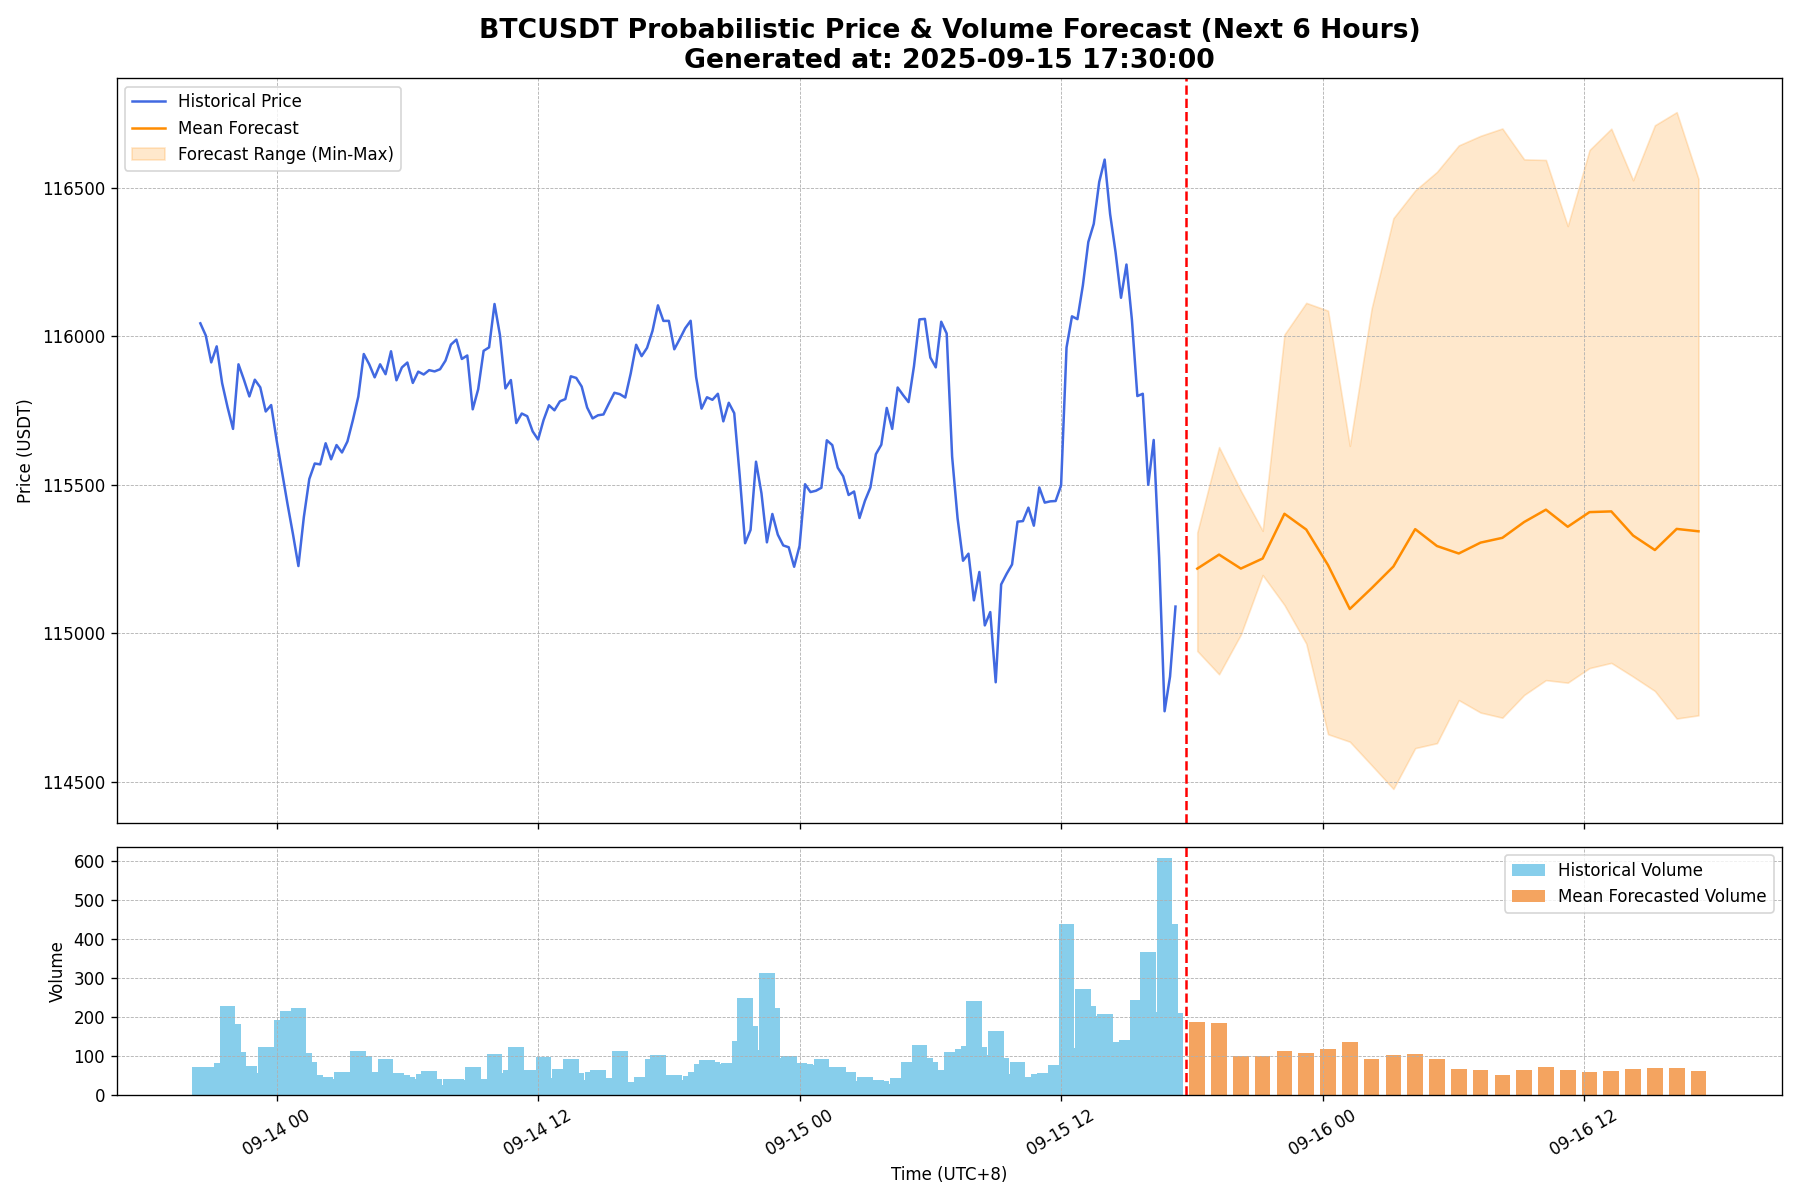 BTCUSDT Probabilistic Price & Volume Forecast (Next 6 Hours)
Generated at: 2025-09-15 17:30:00
Historical Price
Mean Forecast
Forecast Range (Min-Max)
Price (USDT)
116500
116000
115500
115000
114500
Historical Volume
Mean Forecasted Volume
Volume
600
500
400
300
200
100
0
09-14 00
09-14 12
09-15 00
09-15 12
09-16 00
09-16 12
Time (UTC+8)